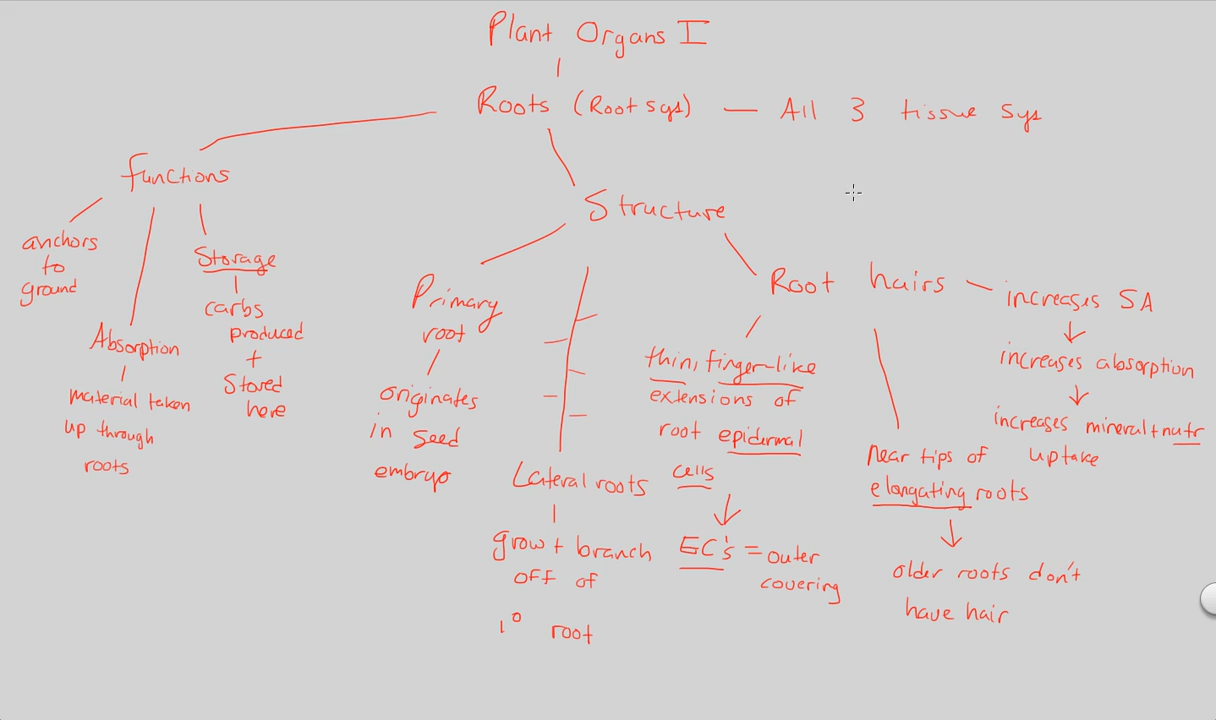 Plant Organs I
Roots (Root sys) — All 3 tissue sys
Functions
anchors
to
ground
Absorption
material taken
up through
roots
Storage
carbs
produced
+
Stored
here
Structure
Primary
root
originates
in seed
embryo
Lateral roots
grow + branch
off of
1° root
Root hairs
thin, finger-like
extensions of
root epidermal
cells
EC's = outer
covering
near tips of
elongating roots
older roots don't
have hair
increases SA
increases absorption
increases mineral + nutr
uptake